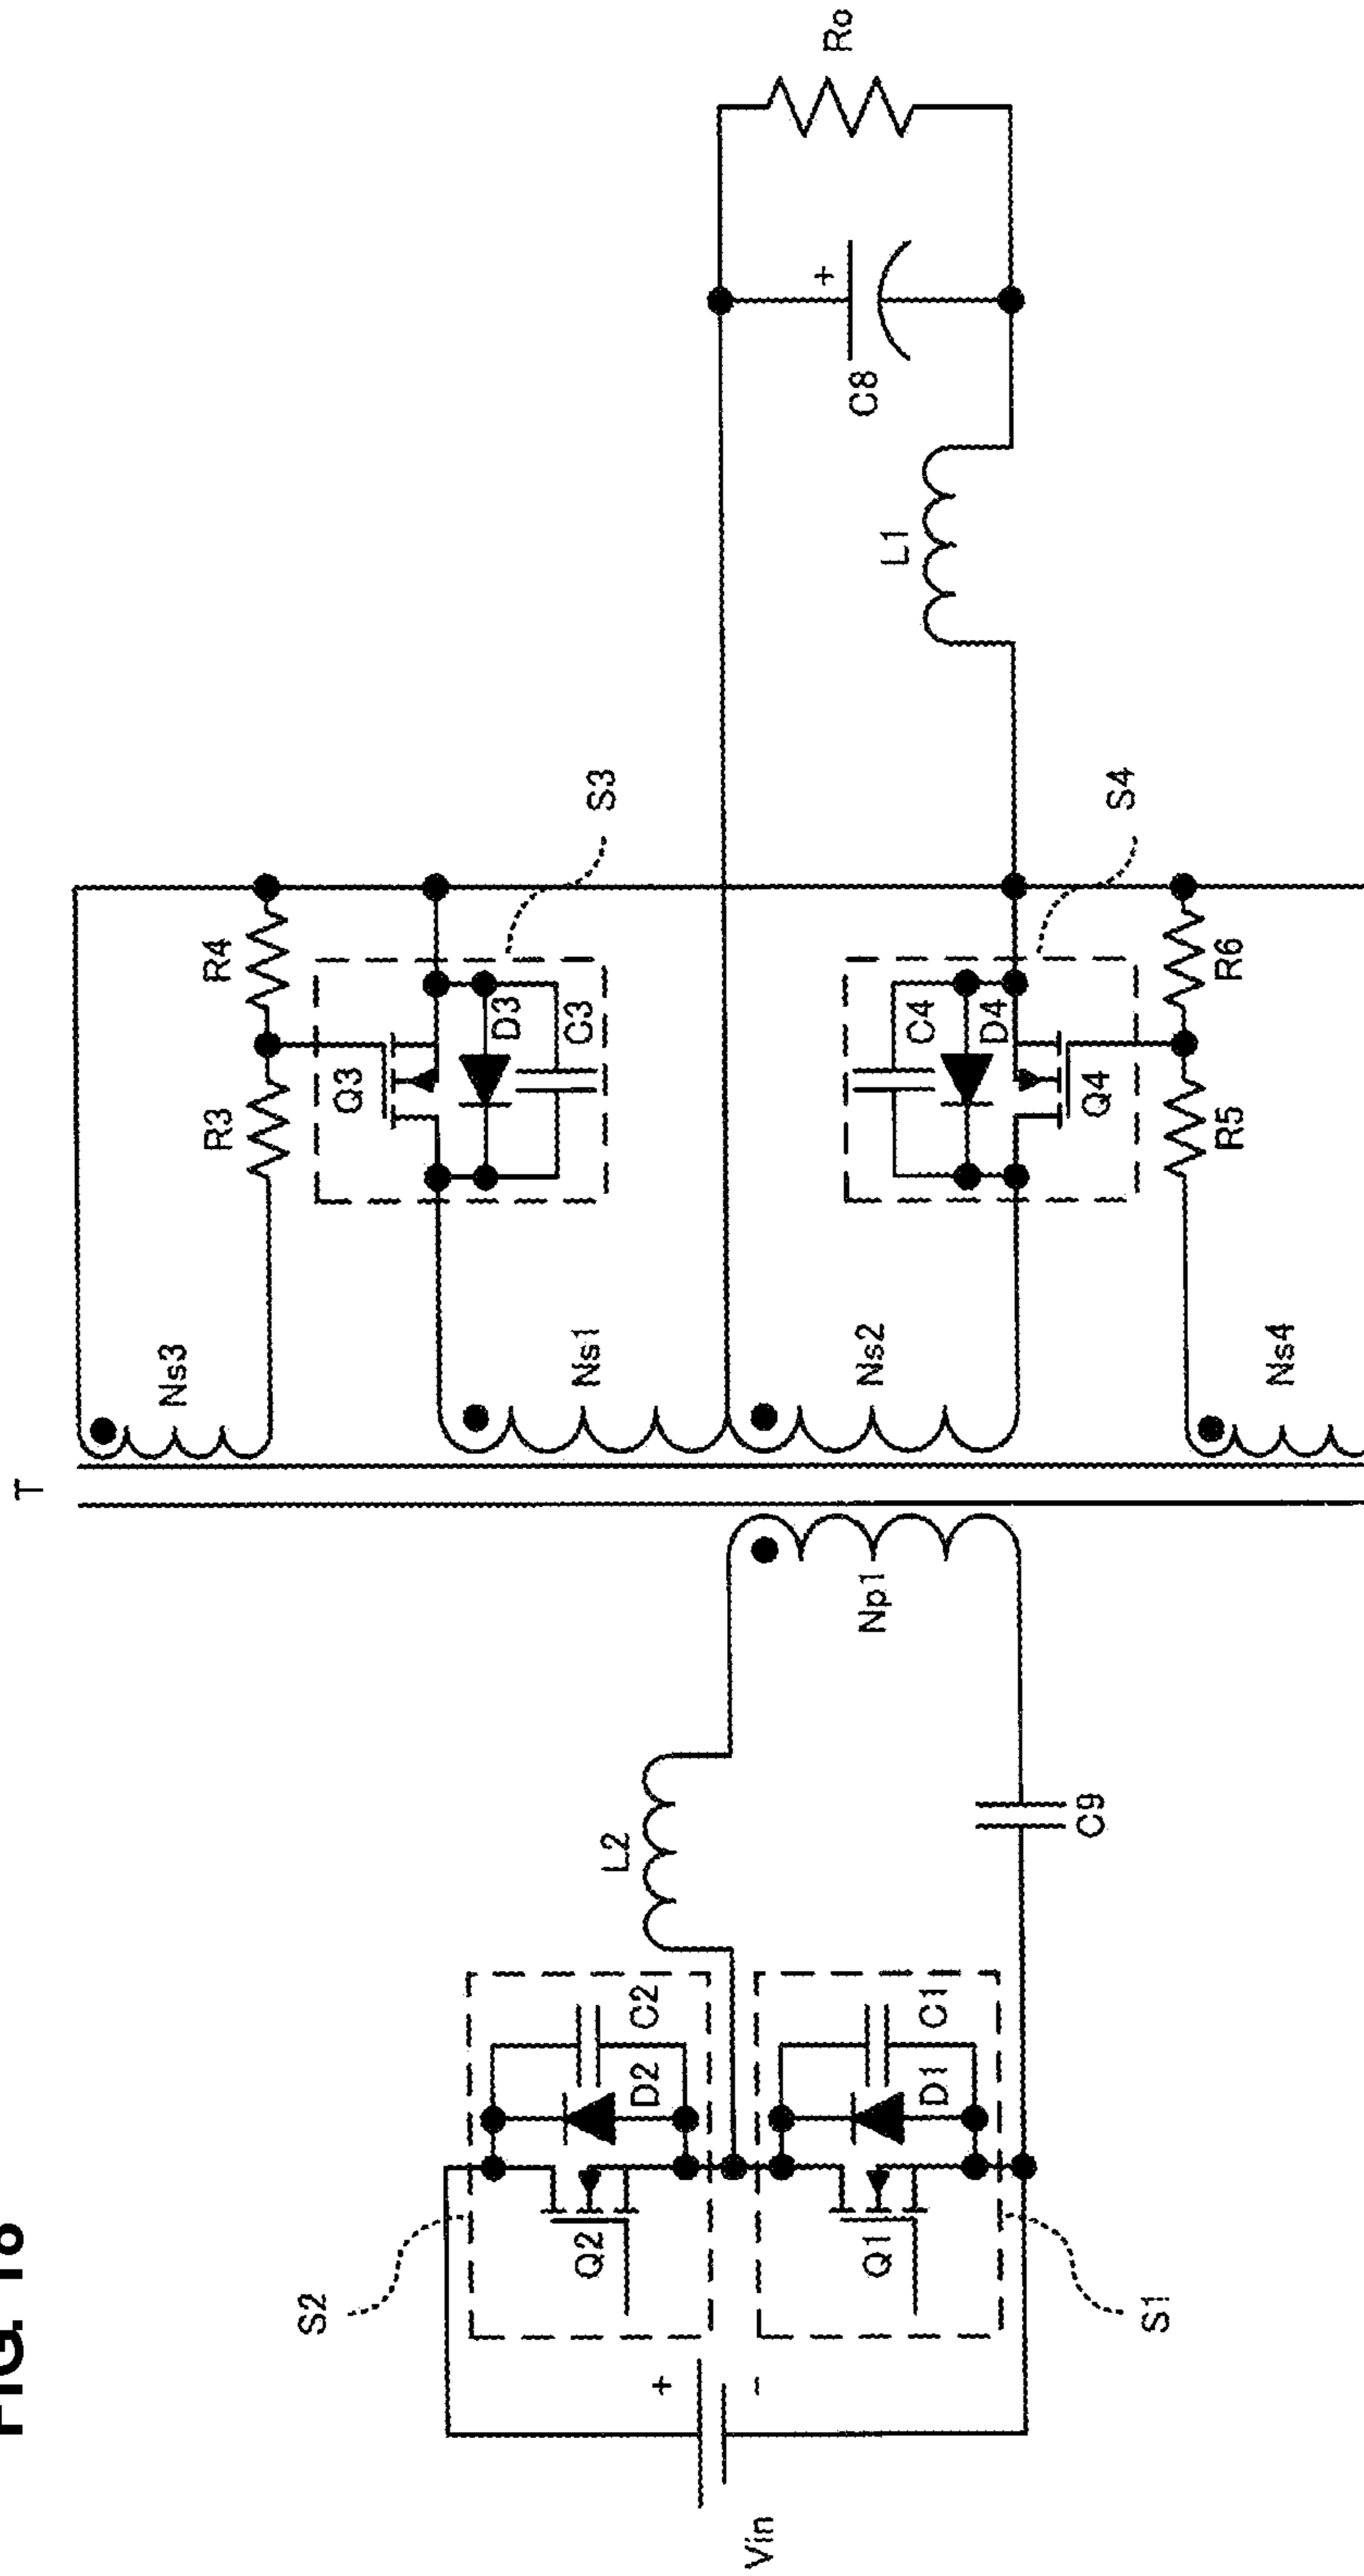 FIG.
T
Ns3
R3
R4
Q3
D3
C3
S3
Ns1
S2
Q2
D2
C2
L2
Vin
+
-
Q1
D1
C1
S1
Np1
C9
Ns2
C4
D4
Q4
S4
L1
C8
+
Ro
R5
R6
Ns4